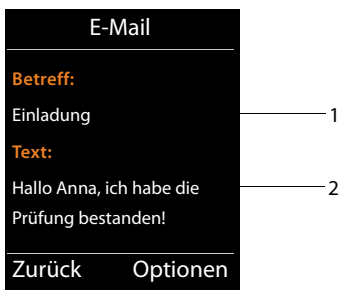 E-Mail
Betreff:
Einladung 1
Text:
Hallo Anna, ich habe die 2
Prüfung bestanden!
Zurück Optionen